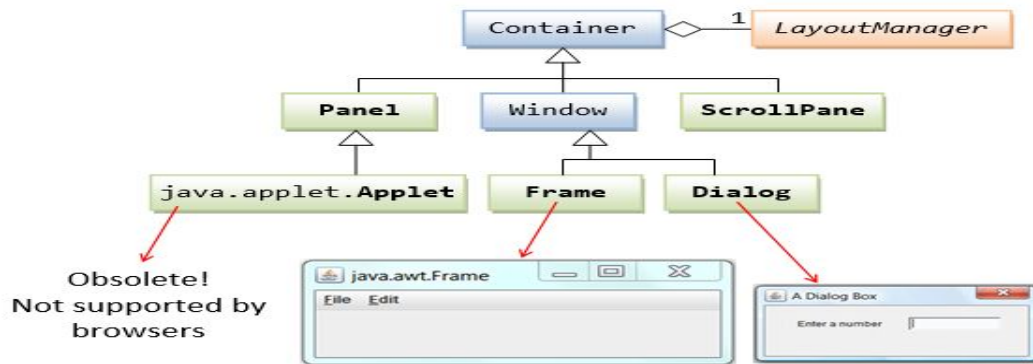 Container
1
LayoutManager
Panel
Window
ScrollPane
java.applet.Applet
Frame
Dialog
Obsolete!
Not supported by
browsers
java.awt.Frame
File Edit
A Dialog Box
Enter a number